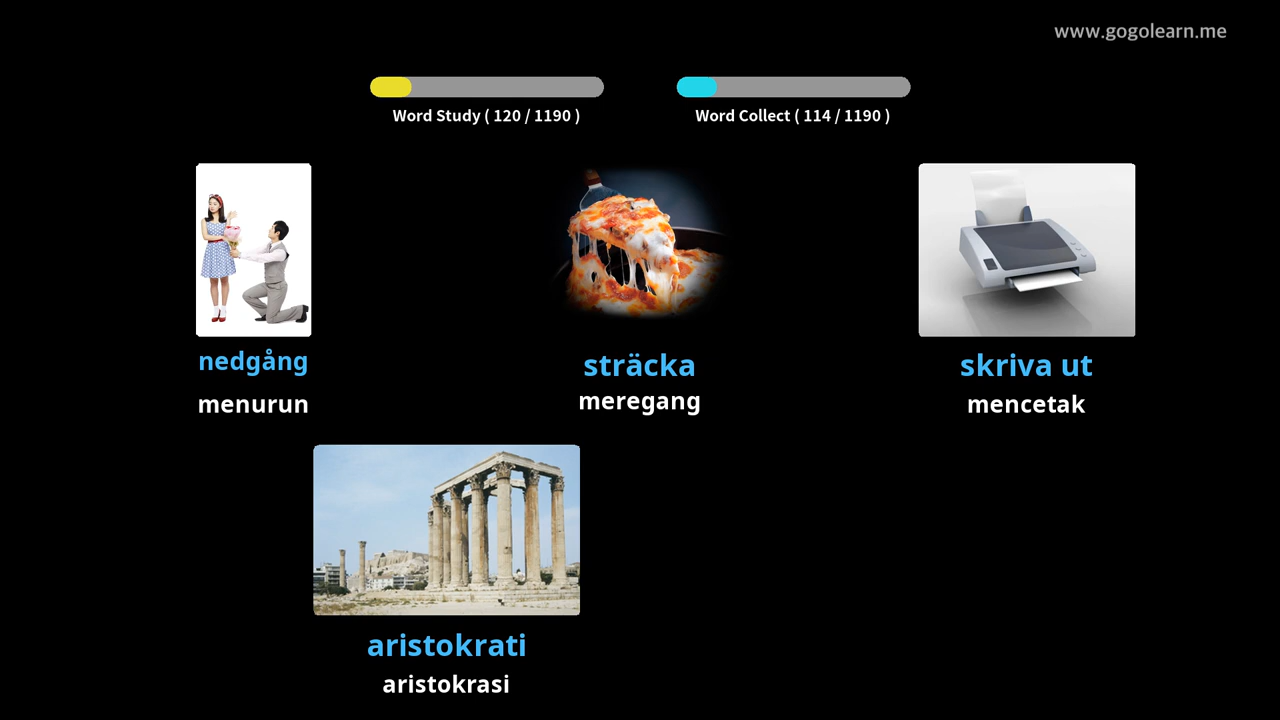 www.gogolearn.me
Word Study ( 120 / 1190 )
Word Collect ( 114 / 1190 )
nedgång
menurun
sträcka
meregang
skriva ut
mencetak
aristokrati
aristokrasi